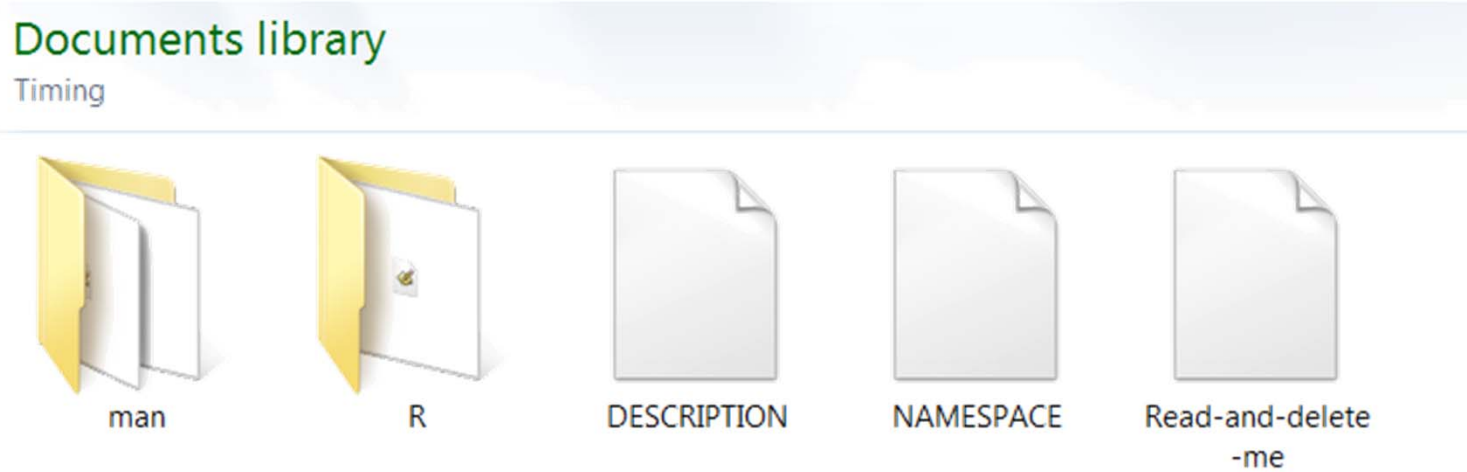 Documents library
Timing
man
R
DESCRIPTION
NAMESPACE
Read-and-delete
-me